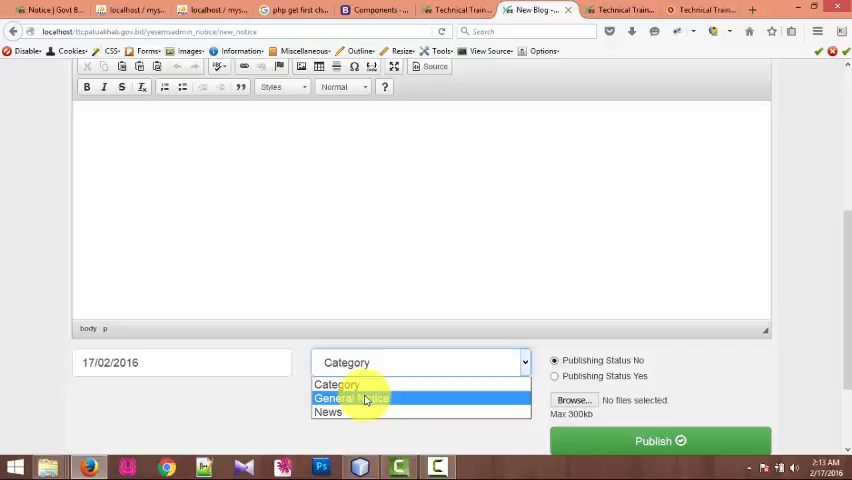 Notice | Govt B...
localhost / mys...
localhost / mys...
php get first ch...
Components - ...
Technical Train...
New Blog - ...
Technical Train...
Technical Train...
ttcpatuakhali.gov.bd/yesemsadmin_notice/new_notice
Search
Disable
Cookies
CSS
Forms
Images
Information
Miscellaneous
Outline
Resize
Tools
View Source
Options
Source
B I S Tx
Styles
Normal
?
body p
17/02/2016
Category
Publishing Status No
Publishing Status Yes
Category
General Notice
News
Browse... No files selected.
Max 300kb
Publish
2:13 AM
2/17/2016